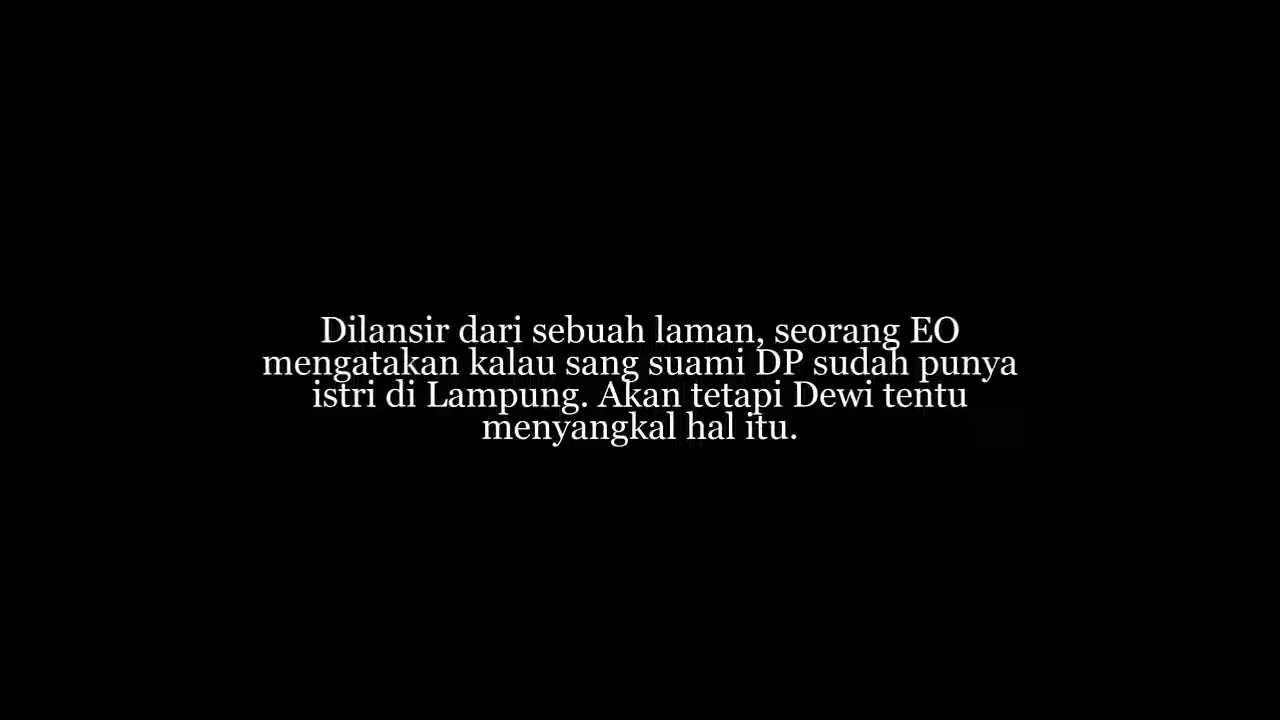 Dilansir dari sebuah laman, seorang EO
mengatakan kalau sang suami DP sudah punya
istri di Lampung. Akan tetapi Dewi tentu
menyangkal hal itu.